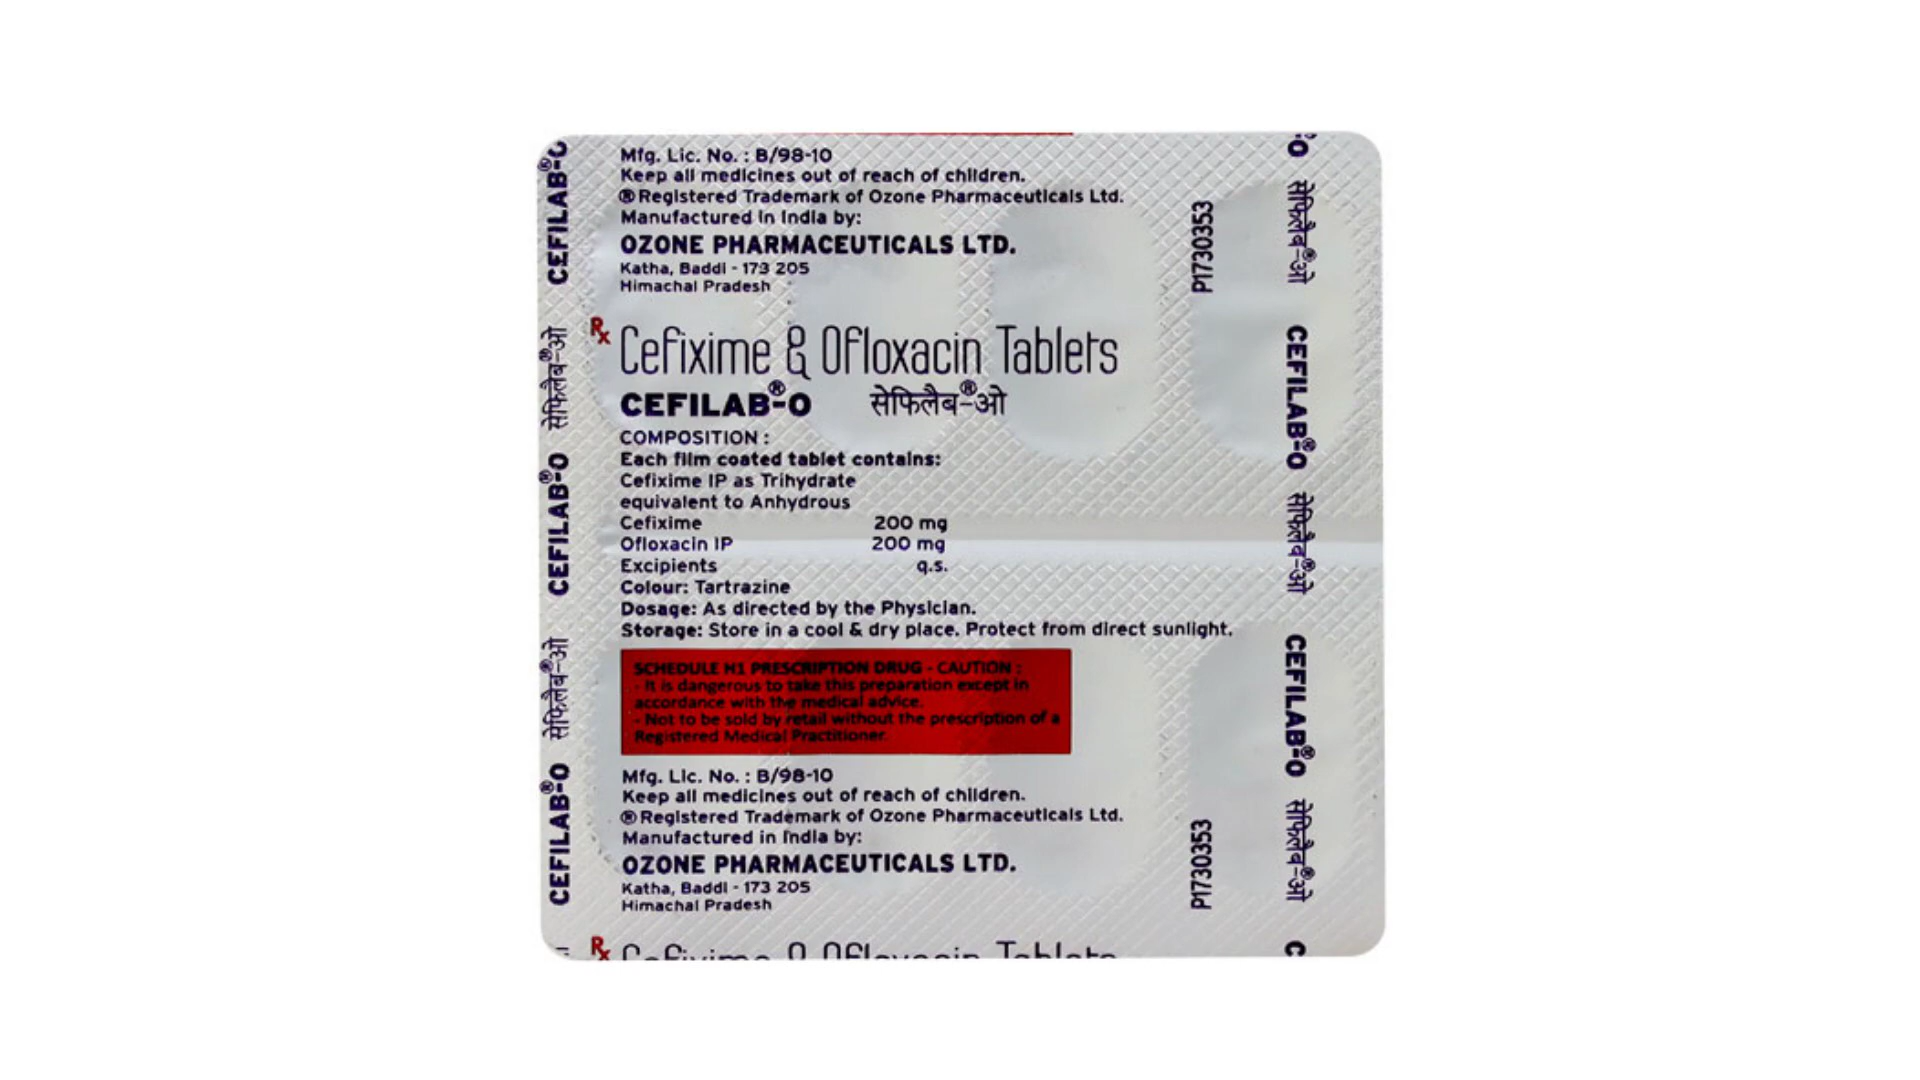 Mfg. Lic. No. : B/98-10
Keep all medicines out of reach of children.
®Registered Trademark of Ozone Pharmaceuticals Ltd.
Manufactured in India by:
OZONE PHARMACEUTICALS LTD.
Katha, Baddi - 173 205
Himachal Pradesh
P1730353
Rx Cefixime & Ofloxacin Tablets
CEFILAB®-O सेफिलैब®-ओ
COMPOSITION :
Each film coated tablet contains:
Cefixime IP as Trihydrate
equivalent to Anhydrous
Cefixime 200 mg
Ofloxacin IP 200 mg
Excipients q.s.
Colour: Tartrazine
Dosage: As directed by the Physician.
Storage: Store in a cool & dry place. Protect from direct sunlight.
SCHEDULE H1 PRESCRIPTION DRUG - CAUTION :
- It is dangerous to take this preparation except in
accordance with the medical advice.
- Not to be sold by retail without the prescription of a
Registered Medical Practitioner.
Mfg. Lic. No. : B/98-10
Keep all medicines out of reach of children.
®Registered Trademark of Ozone Pharmaceuticals Ltd.
Manufactured in India by:
OZONE PHARMACEUTICALS LTD.
Katha, Baddi - 173 205
Himachal Pradesh
P1730353
Rx Cefixime & Ofloxacin Tablets
CEFILAB®-O सेफिलैब®-ओ CEFILAB®-O सेफिलैब®-ओ CEFILAB®-O
-O सेफिलैब®-ओ CEFILAB®-O सेफिलैब®-ओ CEFILAB®-O सेफिलैब®-ओ C